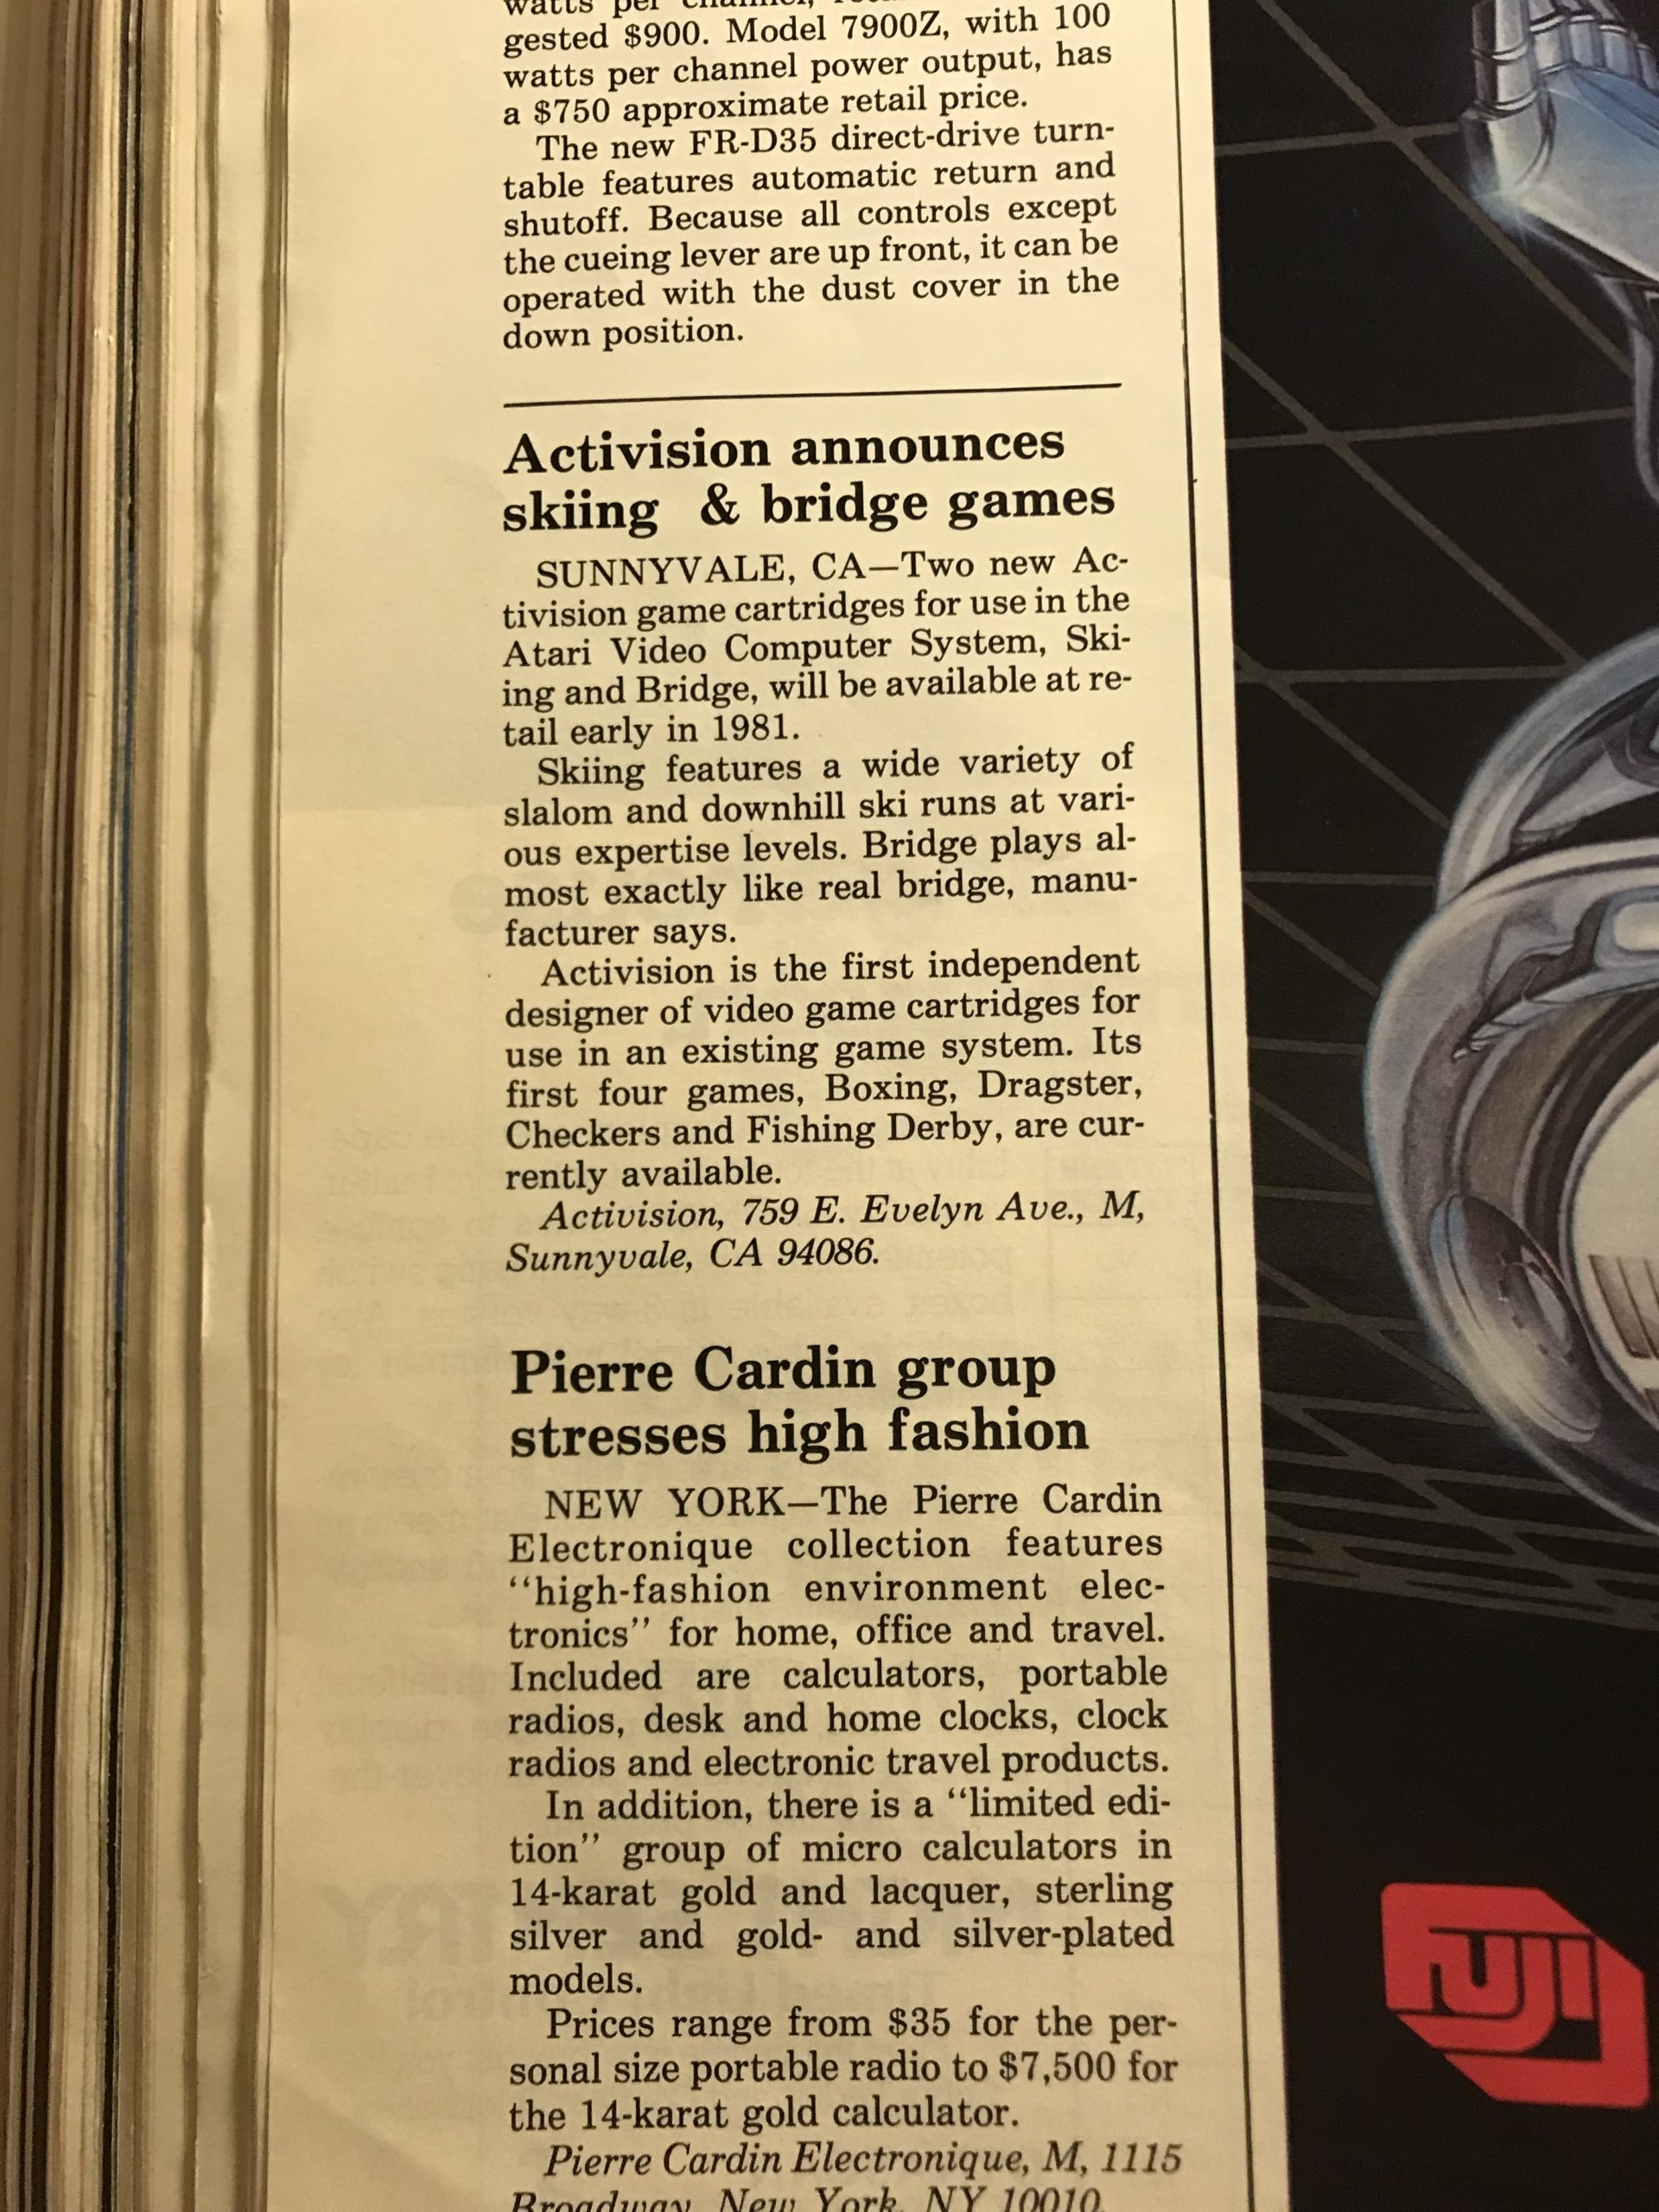 watts per channel,
gested $900. Model 7900Z, with 100
watts per channel power output, has
a $750 approximate retail price.
The new FR-D35 direct-drive turn-
table features automatic return and
shutoff. Because all controls except
the cueing lever are up front, it can be
operated with the dust cover in the
down position.
Activision announces
skiing & bridge games
SUNNYVALE, CA—Two new Ac-
tivision game cartridges for use in the
Atari Video Computer System, Ski-
ing and Bridge, will be available at re-
tail early in 1981.
Skiing features a wide variety of
slalom and downhill ski runs at vari-
ous expertise levels. Bridge plays al-
most exactly like real bridge, manu-
facturer says.
Activision is the first independent
designer of video game cartridges for
use in an existing game system. Its
first four games, Boxing, Dragster,
Checkers and Fishing Derby, are cur-
rently available.
Activision, 759 E. Evelyn Ave., M,
Sunnyvale, CA 94086.
Pierre Cardin group
stresses high fashion
NEW YORK—The Pierre Cardin
Electronique collection features
‘‘high-fashion environment elec-
tronics’’ for home, office and travel.
Included are calculators, portable
radios, desk and home clocks, clock
radios and electronic travel products.
In addition, there is a ‘‘limited edi-
tion’’ group of micro calculators in
14-karat gold and lacquer, sterling
silver and gold- and silver-plated
models.
Prices range from $35 for the per-
sonal size portable radio to $7,500 for
the 14-karat gold calculator.
Pierre Cardin Electronique, M, 1115
Broadway, New York, NY 10010.
FUJI